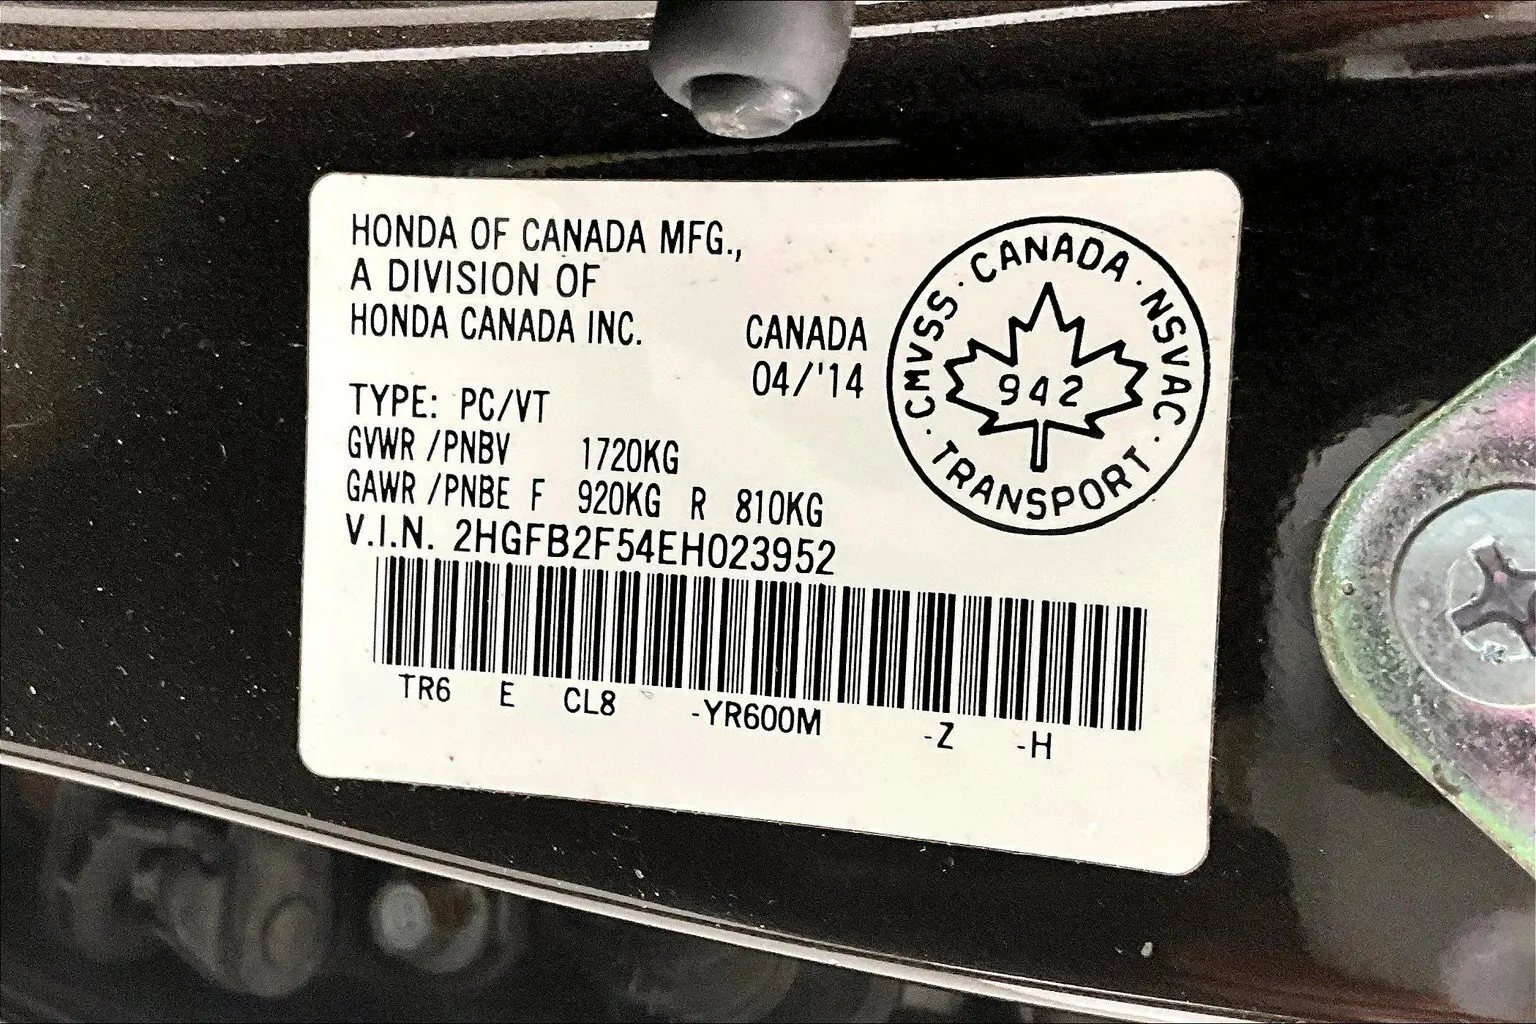 HONDA OF CANADA MFG.,
A DIVISION OF
HONDA CANADA INC.
CANADA
04/'14
CMVSS · CANADA · NSVAC · TRANSPORT ·
942
TYPE: PC/VT
GVWR /PNBV 1720KG
GAWR /PNBE F 920KG R 810KG
V.I.N. 2HGFB2F54EH023952
TR6 E CL8 -YR600M -Z -H